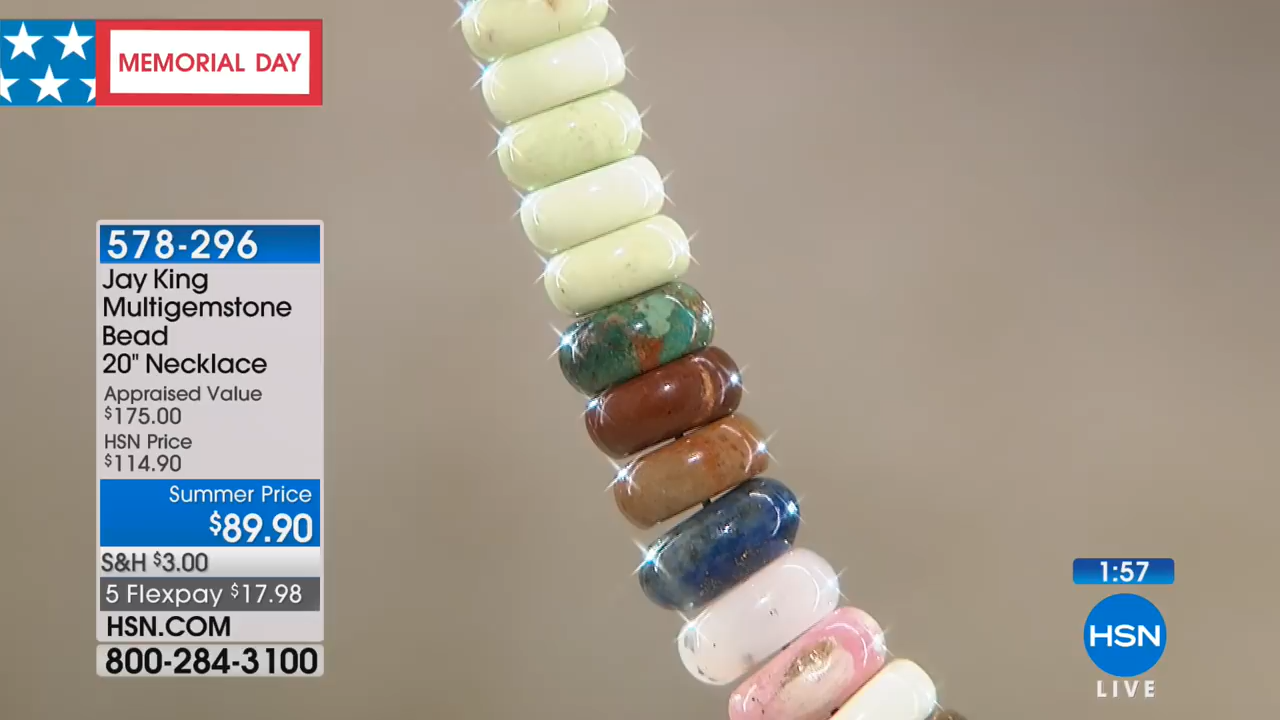 MEMORIAL DAY
578-296
Jay King
Multigemstone
Bead
20" Necklace
Appraised Value
$175.00
HSN Price
$114.90
Summer Price
$89.90
S&H $3.00
5 Flexpay $17.98
HSN.COM
800-284-3100
1:57
HSN
LIVE